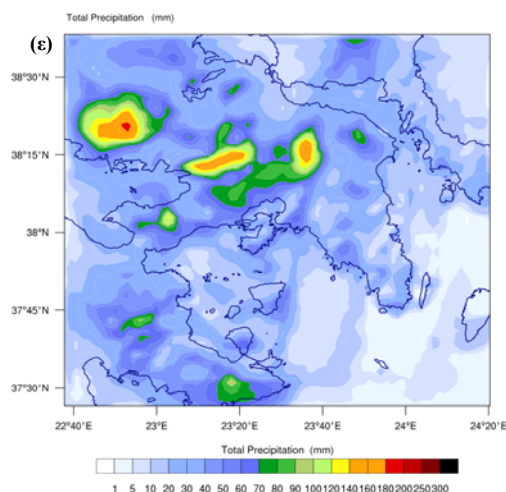 Total Precipitation (mm)
(ε)
38°30'N
38°15'N
38°N
37°45'N
37°30'N
22°40'E 23°E 23°20'E 23°40'E 24°E 24°20'E
Total Precipitation (mm)
1 5 10 20 30 40 50 60 70 80 90 100 120 140 160 180 200 250 300